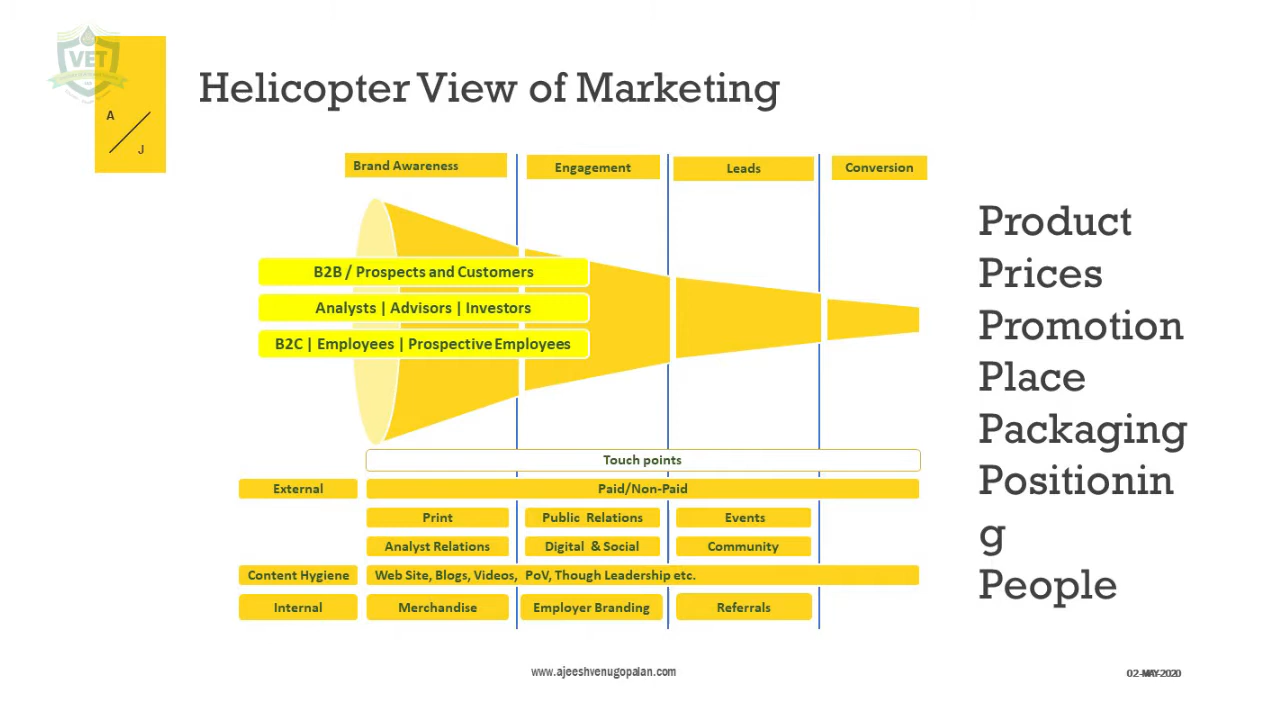 VET
A
J
Helicopter View of Marketing
Brand Awareness
Engagement
Leads
Conversion
B2B / Prospects and Customers
Analysts | Advisors | Investors
B2C | Employees | Prospective Employees
Product
Prices
Promotion
Place
Packaging
Positionin
g
People
Touch points
External
Paid/Non-Paid
Print
Public Relations
Events
Analyst Relations
Digital & Social
Community
Content Hygiene
Web Site, Blogs, Videos, PoV, Though Leadership etc.
Internal
Merchandise
Employer Branding
Referrals
www.ajeeshvenugopalan.com
02-MAY-2020